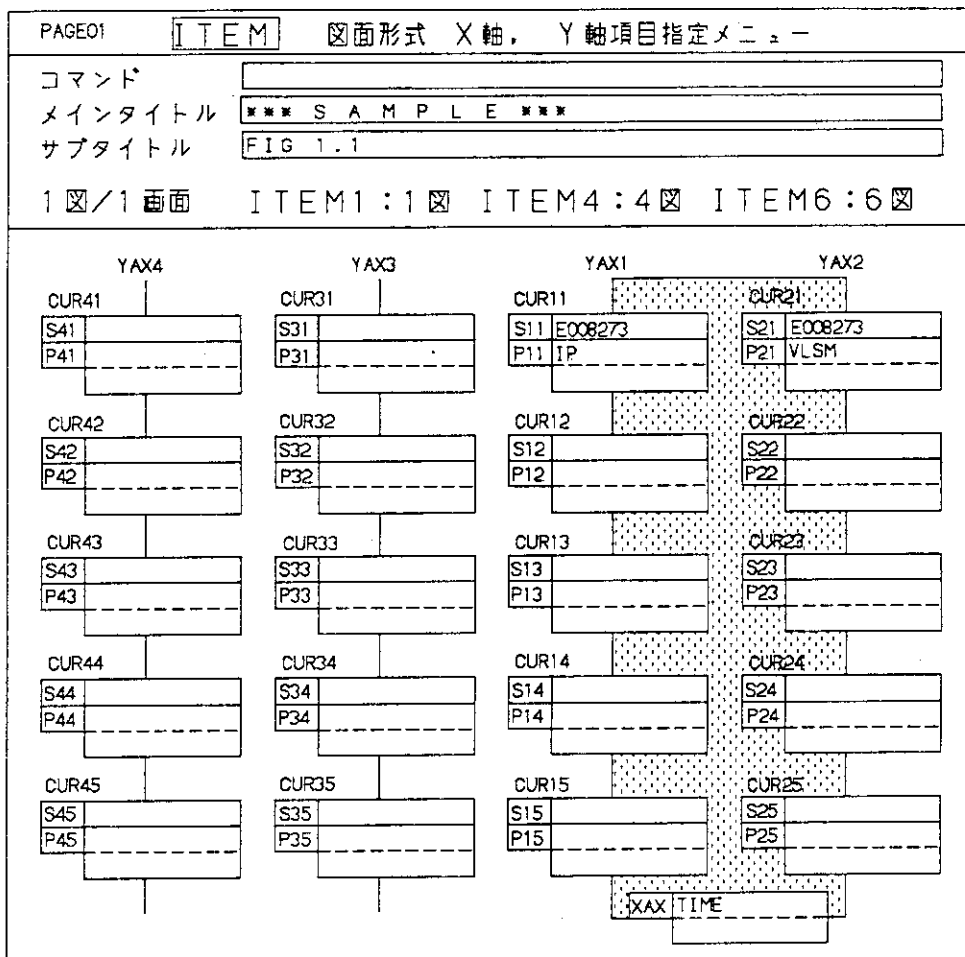 PAGE01 ITEM 図面形式 X軸, Y軸項目指定メニュー
コマンド
メインタイトル *** S A M P L E ***
サブタイトル FIG 1.1
1図/1画面 ITEM1:1図 ITEM4:4図 ITEM6:6図
YAX4 YAX3 YAX1 YAX2
CUR41 CUR31 CUR11 CUR21
S41 S31 S11 E008273 S21 E008273
P41 P31 P11 IP P21 VLSM
CUR42 CUR32 CUR12 CUR22
S42 S32 S12 S22
P42 P32 P12 P22
CUR43 CUR33 CUR13 CUR23
S43 S33 S13 S23
P43 P33 P13 P23
CUR44 CUR34 CUR14 CUR24
S44 S34 S14 S24
P44 P34 P14 P24
CUR45 CUR35 CUR15 CUR25
S45 S35 S15 S25
P45 P35 P15 P25
XAX TIME